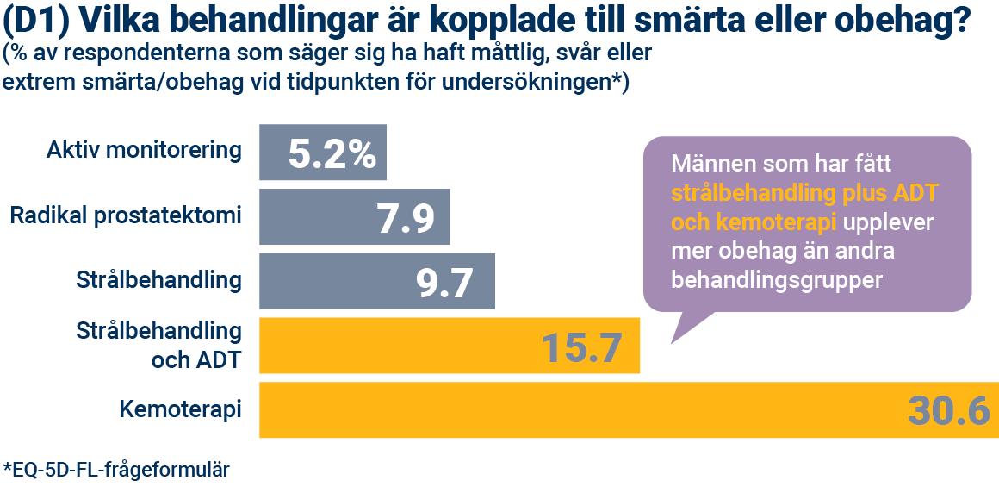 (D1) Vilka behandlingar är kopplade till smärta eller obehag?
(% av respondenterna som säger sig ha haft måttlig, svår eller
extrem smärta/obehag vid tidpunkten för undersökningen*)
Aktiv monitorering
5.2%
Radikal prostatektomi
7.9
Strålbehandling
9.7
Strålbehandling
och ADT
15.7
Kemoterapi
30.6
Männen som har fått
strålbehandling plus ADT
och kemoterapi upplever
mer obehag än andra
behandlingsgrupper
*EQ-5D-FL-frågeformulär